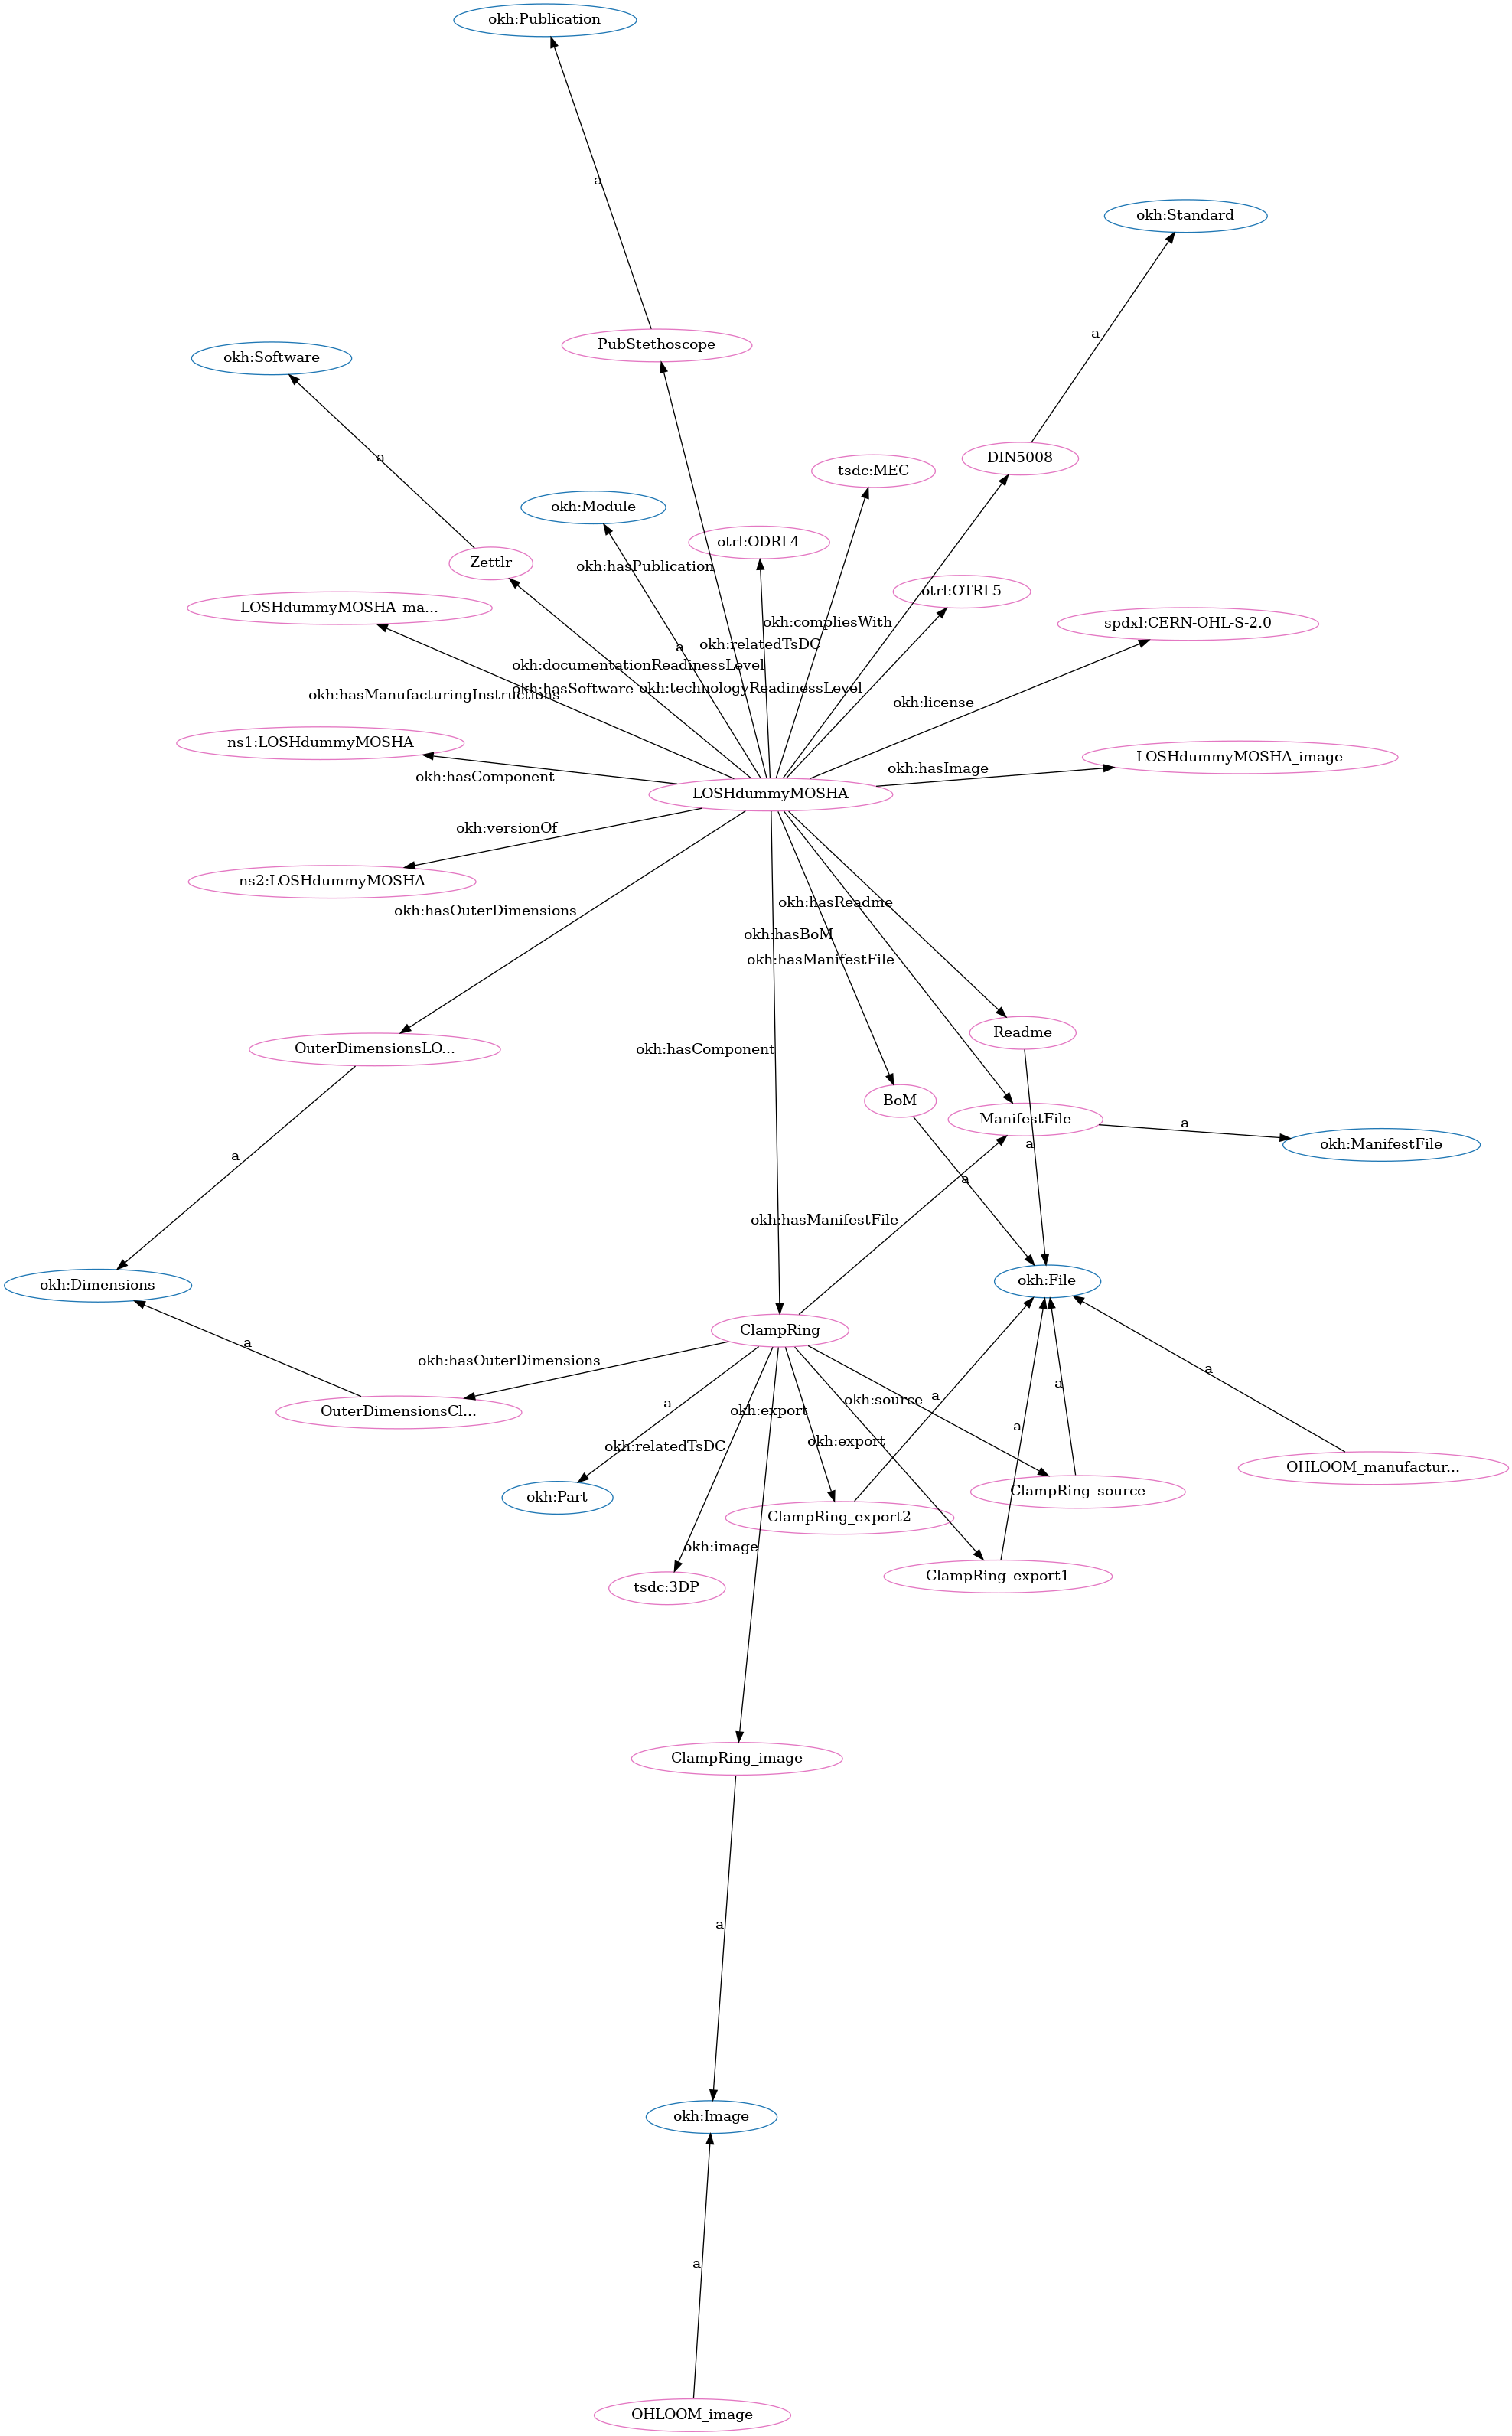 okh:Publication
a
okh:Standard
a
PubStethoscope
okh:Software
a
DIN5008
tsdc:MEC
okh:Module
otrl:ODRL4
Zettlr
okh:hasPublication
otrl:OTRL5
LOSHdummyMOSHA_ma...
okh:compliesWith
spdxl:CERN-OHL-S-2.0
a
okh:relatedTsDC
okh:documentationReadinessLevel
okh:hasSoftware
okh:technologyReadinessLevel
okh:hasManufacturingInstructions
okh:license
ns1:LOSHdummyMOSHA
LOSHdummyMOSHA_image
okh:hasImage
okh:hasComponent
LOSHdummyMOSHA
okh:versionOf
ns2:LOSHdummyMOSHA
okh:hasReadme
okh:hasOuterDimensions
okh:hasBoM
okh:hasManifestFile
Readme
OuterDimensionsLO...
okh:hasComponent
BoM
ManifestFile
a
okh:ManifestFile
a
a
a
okh:hasManifestFile
okh:Dimensions
okh:File
ClampRing
a
okh:hasOuterDimensions
a
a
a
okh:source
a
okh:export
OuterDimensionsCl...
a
okh:export
okh:relatedTsDC
OHLOOM_manufactur...
ClampRing_source
okh:Part
ClampRing_export2
okh:image
ClampRing_export1
tsdc:3DP
ClampRing_image
a
okh:Image
a
OHLOOM_image